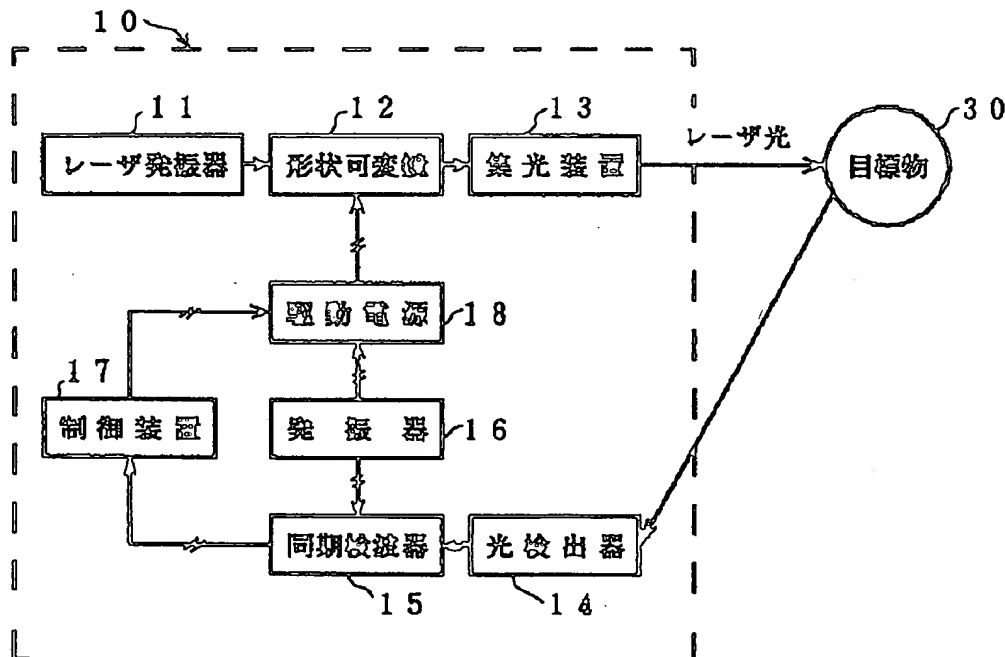 10
11 12 13 30
レーザ発振器 形状可変鏡 集光装置 レーザ光 目標物
駆動電源 18
17
制御装置 発振器 16
同期検波器 光検出器
15 14